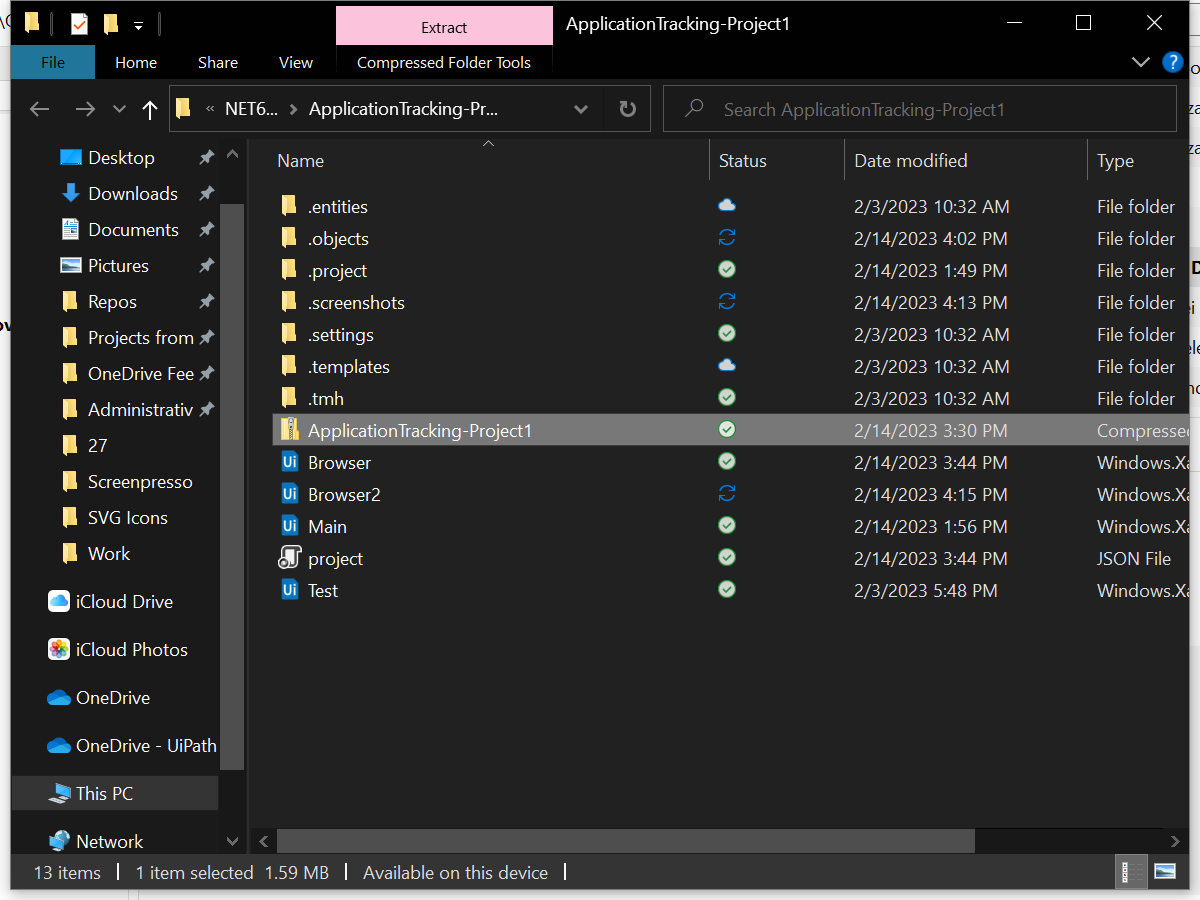 Extract ApplicationTracking-Project1
File Home Share View Compressed Folder Tools
« NET6... ApplicationTracking-Pr... Search ApplicationTracking-Project1
Desktop
Downloads
Documents
Pictures
Repos
Projects from
OneDrive Fee
Administrativ
27
Screenpresso
SVG Icons
Work
iCloud Drive
iCloud Photos
OneDrive
OneDrive - UiPath
This PC
Network
Name Status Date modified Type
.entities 2/3/2023 10:32 AM File folder
.objects 2/14/2023 4:02 PM File folder
.project 2/14/2023 1:49 PM File folder
.screenshots 2/14/2023 4:13 PM File folder
.settings 2/3/2023 10:32 AM File folder
.templates 2/3/2023 10:32 AM File folder
.tmh 2/3/2023 10:32 AM File folder
ApplicationTracking-Project1 2/14/2023 3:30 PM Compressed
Ui Browser 2/14/2023 3:44 PM Windows.Xa
Ui Browser2 2/14/2023 4:15 PM Windows.Xa
Ui Main 2/14/2023 1:56 PM Windows.Xa
project 2/14/2023 3:44 PM JSON File
Ui Test 2/3/2023 5:48 PM Windows.Xa
13 items 1 item selected 1.59 MB Available on this device